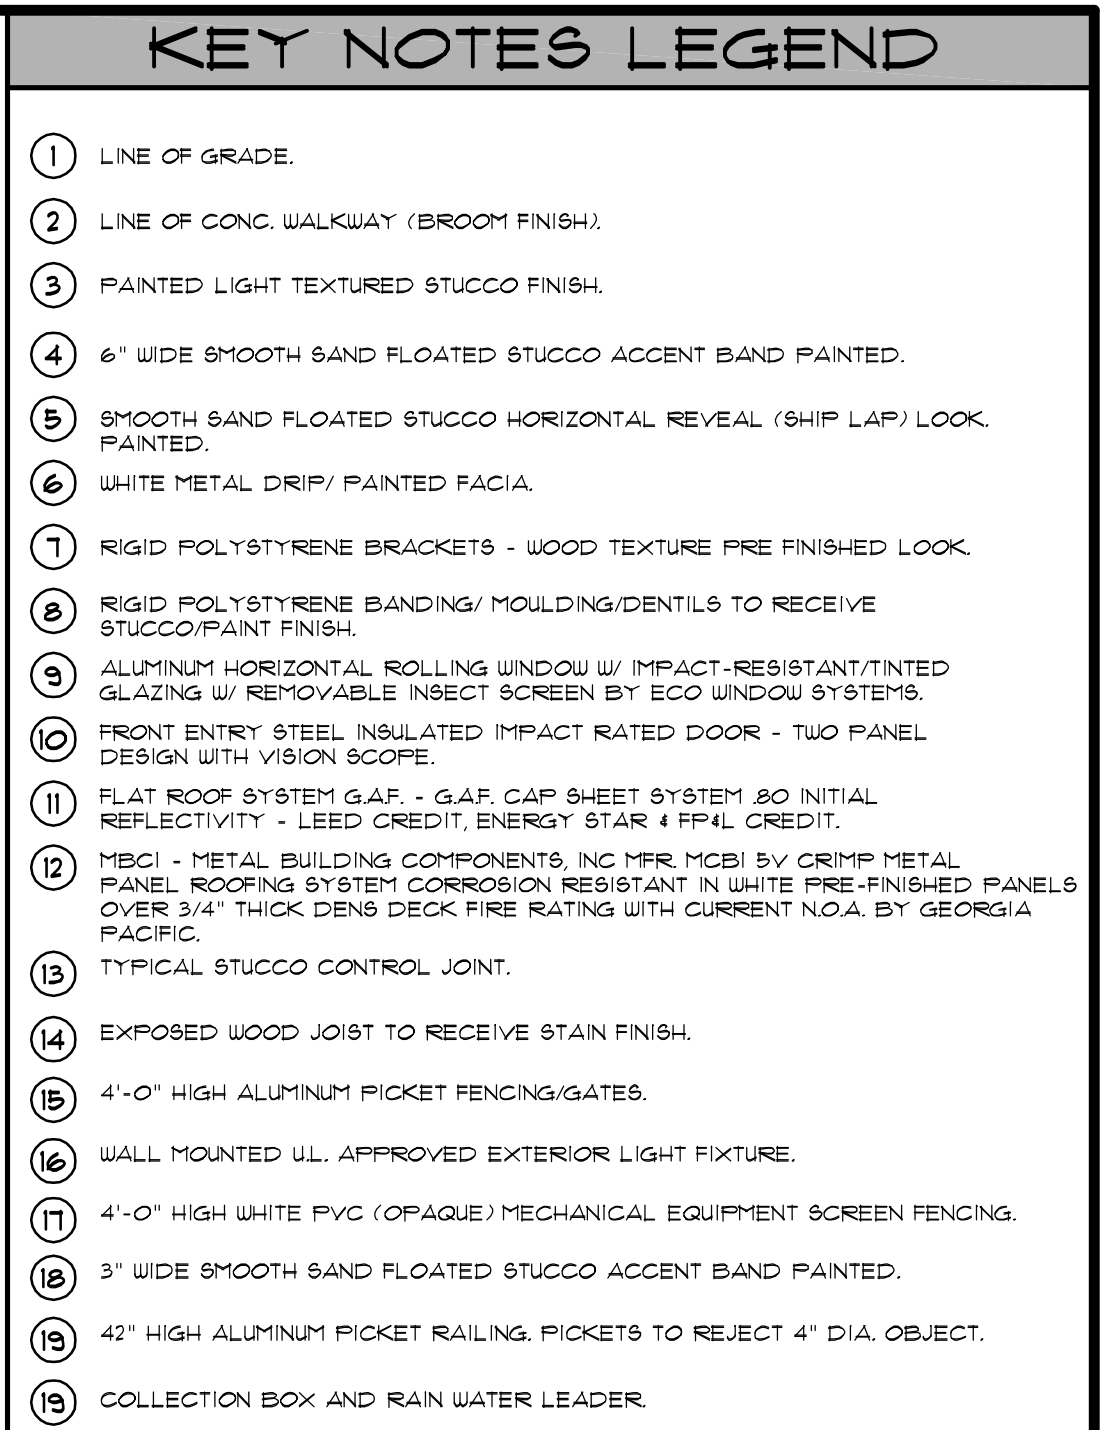 KEY NOTES LEGEND
1 LINE OF GRADE.
2 LINE OF CONC. WALKWAY (BROOM FINISH).
3 PAINTED LIGHT TEXTURED STUCCO FINISH.
4 6" WIDE SMOOTH SAND FLOATED STUCCO ACCENT BAND PAINTED.
5 SMOOTH SAND FLOATED STUCCO HORIZONTAL REVEAL (SHIP LAP) LOOK.
PAINTED.
6 WHITE METAL DRIP/ PAINTED FACIA.
7 RIGID POLYSTYRENE BRACKETS - WOOD TEXTURE PRE FINISHED LOOK.
8 RIGID POLYSTYRENE BANDING/ MOULDING/DENTILS TO RECEIVE
STUCCO/PAINT FINISH.
9 ALUMINUM HORIZONTAL ROLLING WINDOW W/ IMPACT-RESISTANT/TINTED
GLAZING W/ REMOVABLE INSECT SCREEN BY ECO WINDOW SYSTEMS.
10 FRONT ENTRY STEEL INSULATED IMPACT RATED DOOR - TWO PANEL
DESIGN WITH VISION SCOPE.
11 FLAT ROOF SYSTEM G.A.F. - G.A.F. CAP SHEET SYSTEM .80 INITIAL
REFLECTIVITY - LEED CREDIT, ENERGY STAR & FP&L CREDIT.
12 MBCI - METAL BUILDING COMPONENTS, INC MFR. MCBI 5V CRIMP METAL
PANEL ROOFING SYSTEM CORROSION RESISTANT IN WHITE PRE-FINISHED PANELS
OVER 3/4" THICK DENS DECK FIRE RATING WITH CURRENT N.O.A. BY GEORGIA
PACIFIC.
13 TYPICAL STUCCO CONTROL JOINT.
14 EXPOSED WOOD JOIST TO RECEIVE STAIN FINISH.
15 4'-0" HIGH ALUMINUM PICKET FENCING/GATES.
16 WALL MOUNTED U.L. APPROVED EXTERIOR LIGHT FIXTURE.
17 4'-0" HIGH WHITE PVC (OPAQUE) MECHANICAL EQUIPMENT SCREEN FENCING.
18 3" WIDE SMOOTH SAND FLOATED STUCCO ACCENT BAND PAINTED.
19 42" HIGH ALUMINUM PICKET RAILING. PICKETS TO REJECT 4" DIA. OBJECT.
19 COLLECTION BOX AND RAIN WATER LEADER.